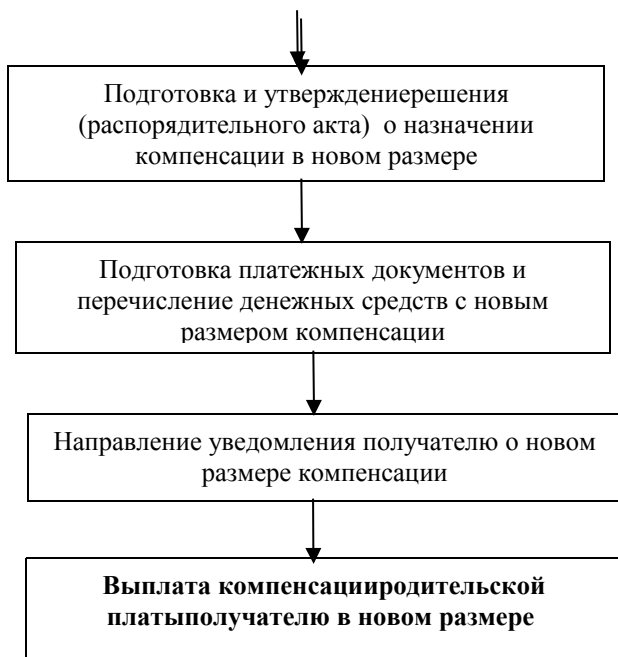 Подготовка и утверждениерешения
(распорядительного акта) о назначении
компенсации в новом размере
Подготовка платежных документов и
перечисление денежных средств с новым
размером компенсации
Направление уведомления получателю о новом
размере компенсации
Выплата компенсацииродительской
платыполучателю в новом размере